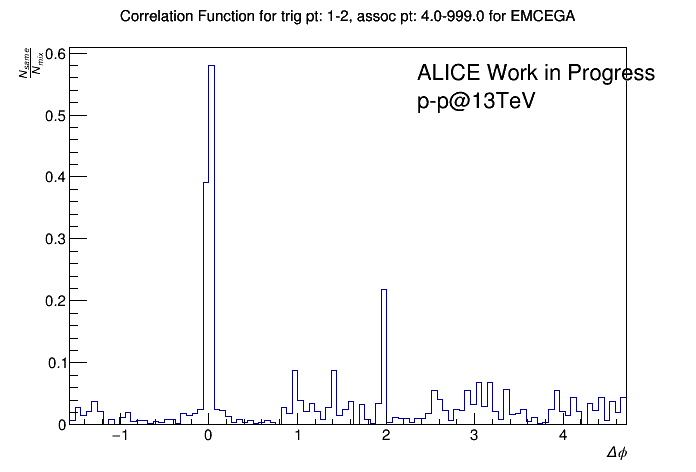 Correlation Function for trig pt: 1-2, assoc pt: 4.0-999.0 for EMCEGA
N_same
N_mix
ALICE Work in Progress
p-p@13TeV
0.6
0.5
0.4
0.3
0.2
0.1
0
−1 0 1 2 3 4
Δϕ